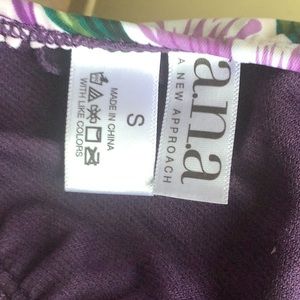 a.n.a
A NEW APPROACH
S
MADE IN CHINA
WITH LIKE COLORS